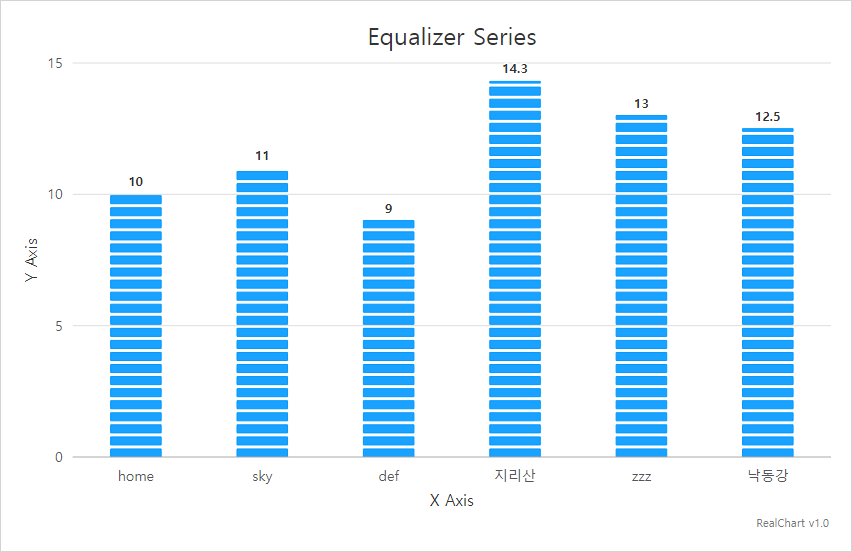 Equalizer Series
15
14.3
13
12.5
11
10
10
9
Y Axis
5
0
home sky def 지리산 zzz 낙동강
X Axis
RealChart v1.0